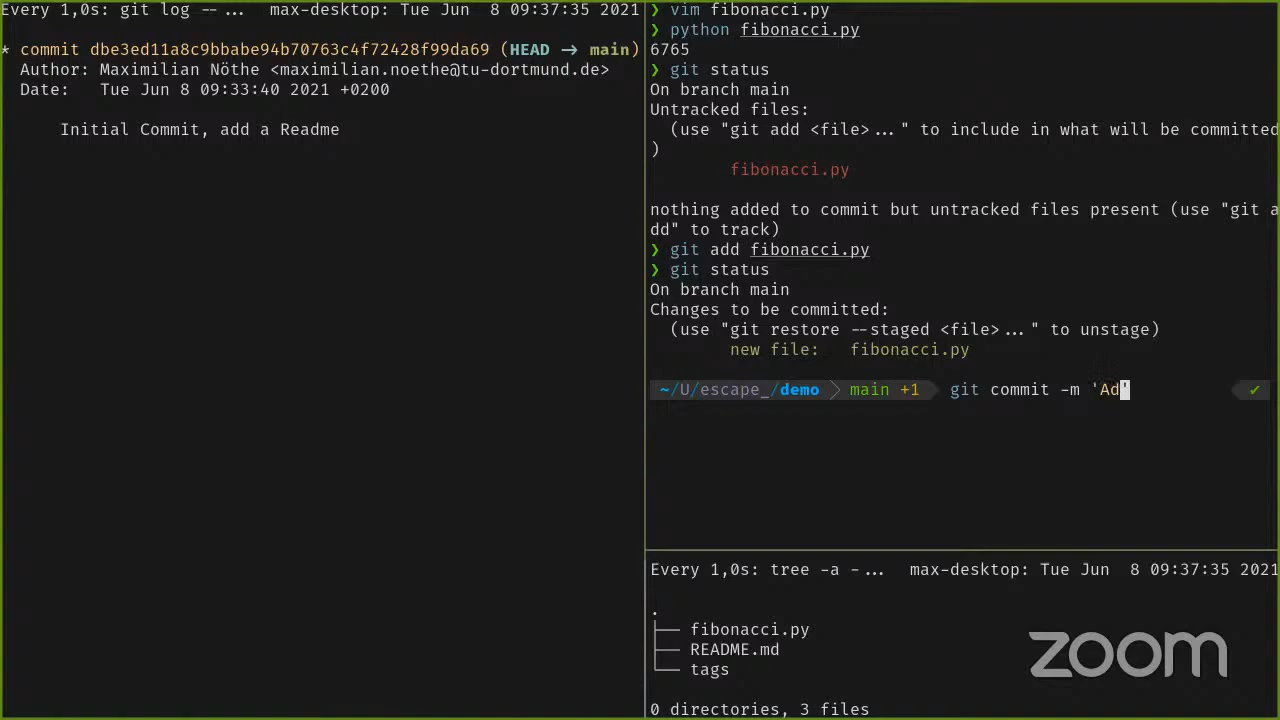 Every 1,0s: git log --... max-desktop: Tue Jun 8 09:37:35 2021
* commit dbe3ed11a8c9bbabe94b70763c4f72428f99da69 (HEAD -> main)
Author: Maximilian Nöthe <maximilian.noethe@tu-dortmund.de>
Date: Tue Jun 8 09:33:40 2021 +0200
Initial Commit, add a Readme
❯ vim fibonacci.py
❯ python fibonacci.py
6765
❯ git status
On branch main
Untracked files:
(use "git add <file>..." to include in what will be committed
)
fibonacci.py
nothing added to commit but untracked files present (use "git a
dd" to track)
❯ git add fibonacci.py
❯ git status
On branch main
Changes to be committed:
(use "git restore --staged <file>..." to unstage)
new file: fibonacci.py
~/U/escape_/demo main +1 git commit -m 'Ad' ✔
Every 1,0s: tree -a -... max-desktop: Tue Jun 8 09:37:35 2021
.
├── fibonacci.py
├── README.md
└── tags
0 directories, 3 files
zoom